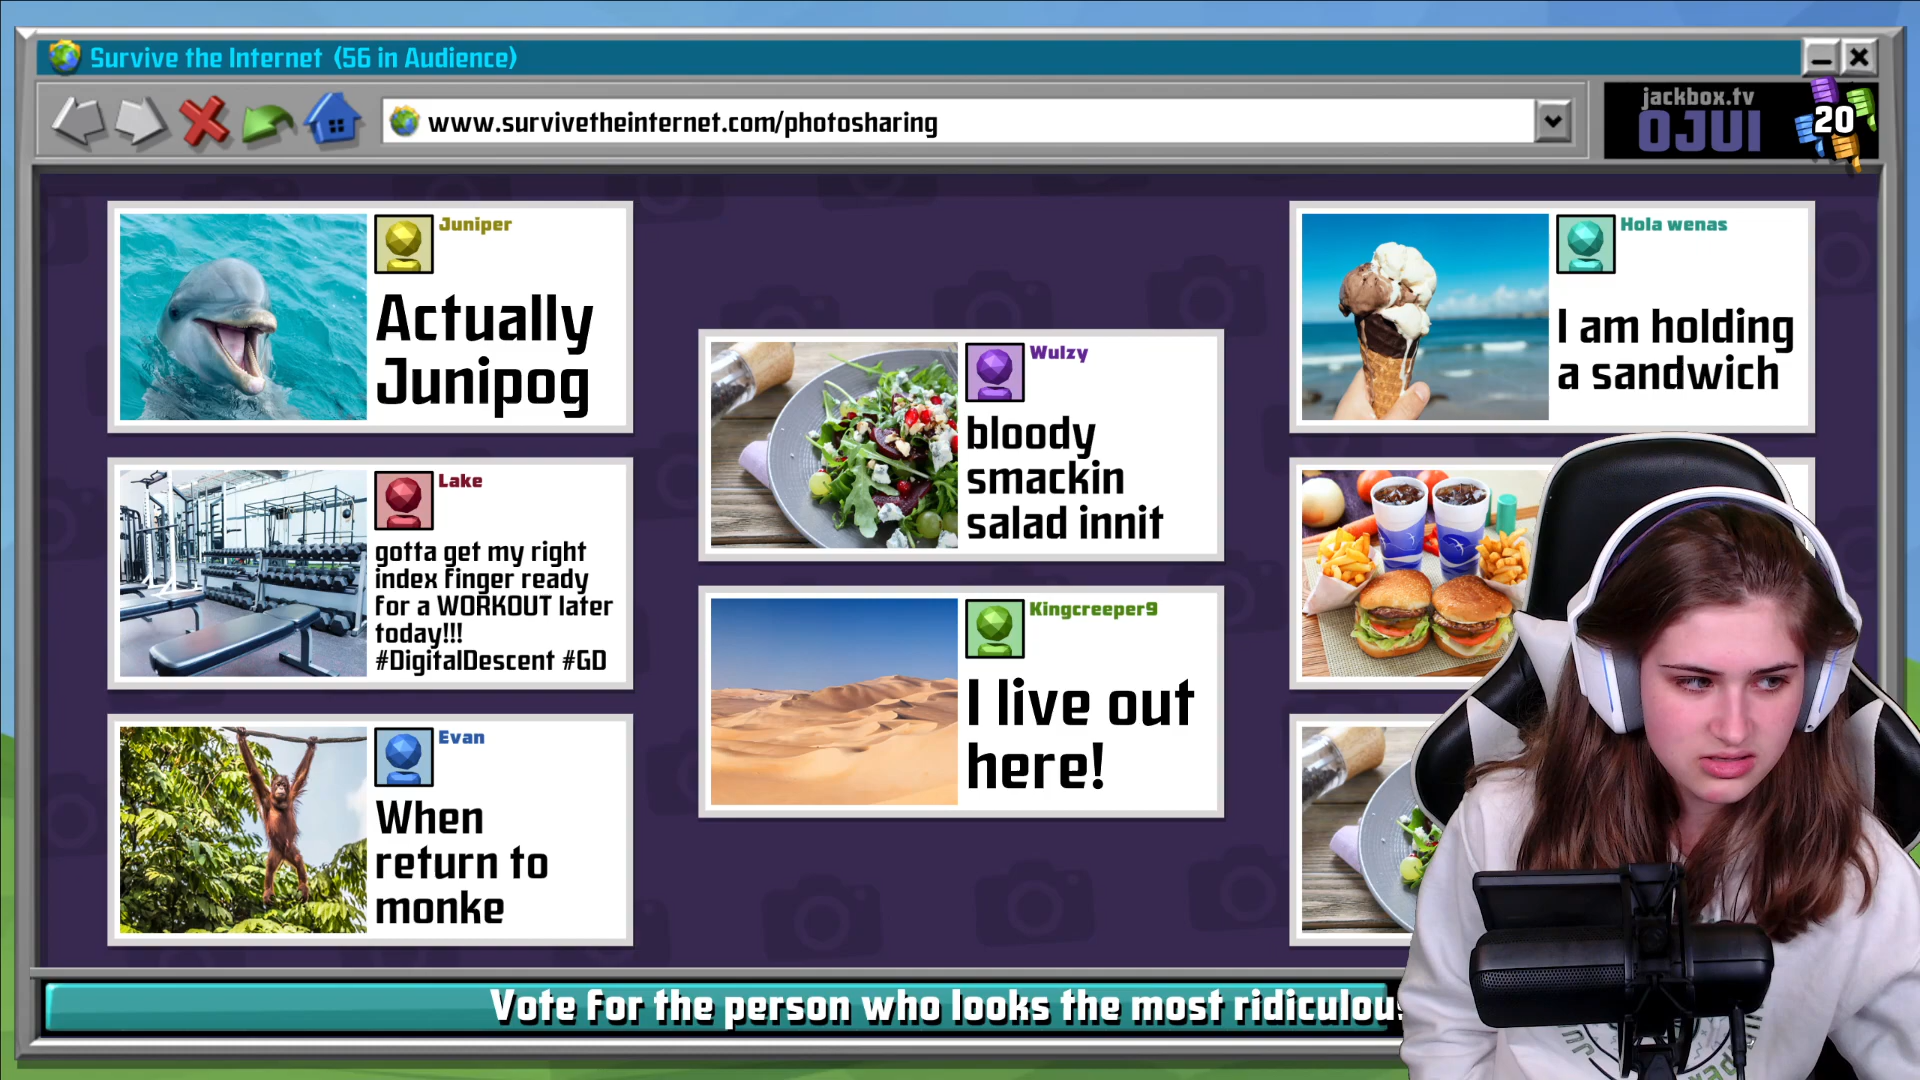 Survive the Internet (56 in Audience)
www.survivetheinternet.com/photosharing
jackbox.tv
OJUI
20
Juniper
Actually
Junipog
Lake
gotta get my right
index finger ready
for a WORKOUT later
today!!!
#DigitalDescent #GD
Evan
When
return to
monke
Wulzy
bloody
smackin
salad innit
Kingcreeper9
I live out
here!
Hola wenas
I am holding
a sandwich
Vote for the person who looks the most ridiculous